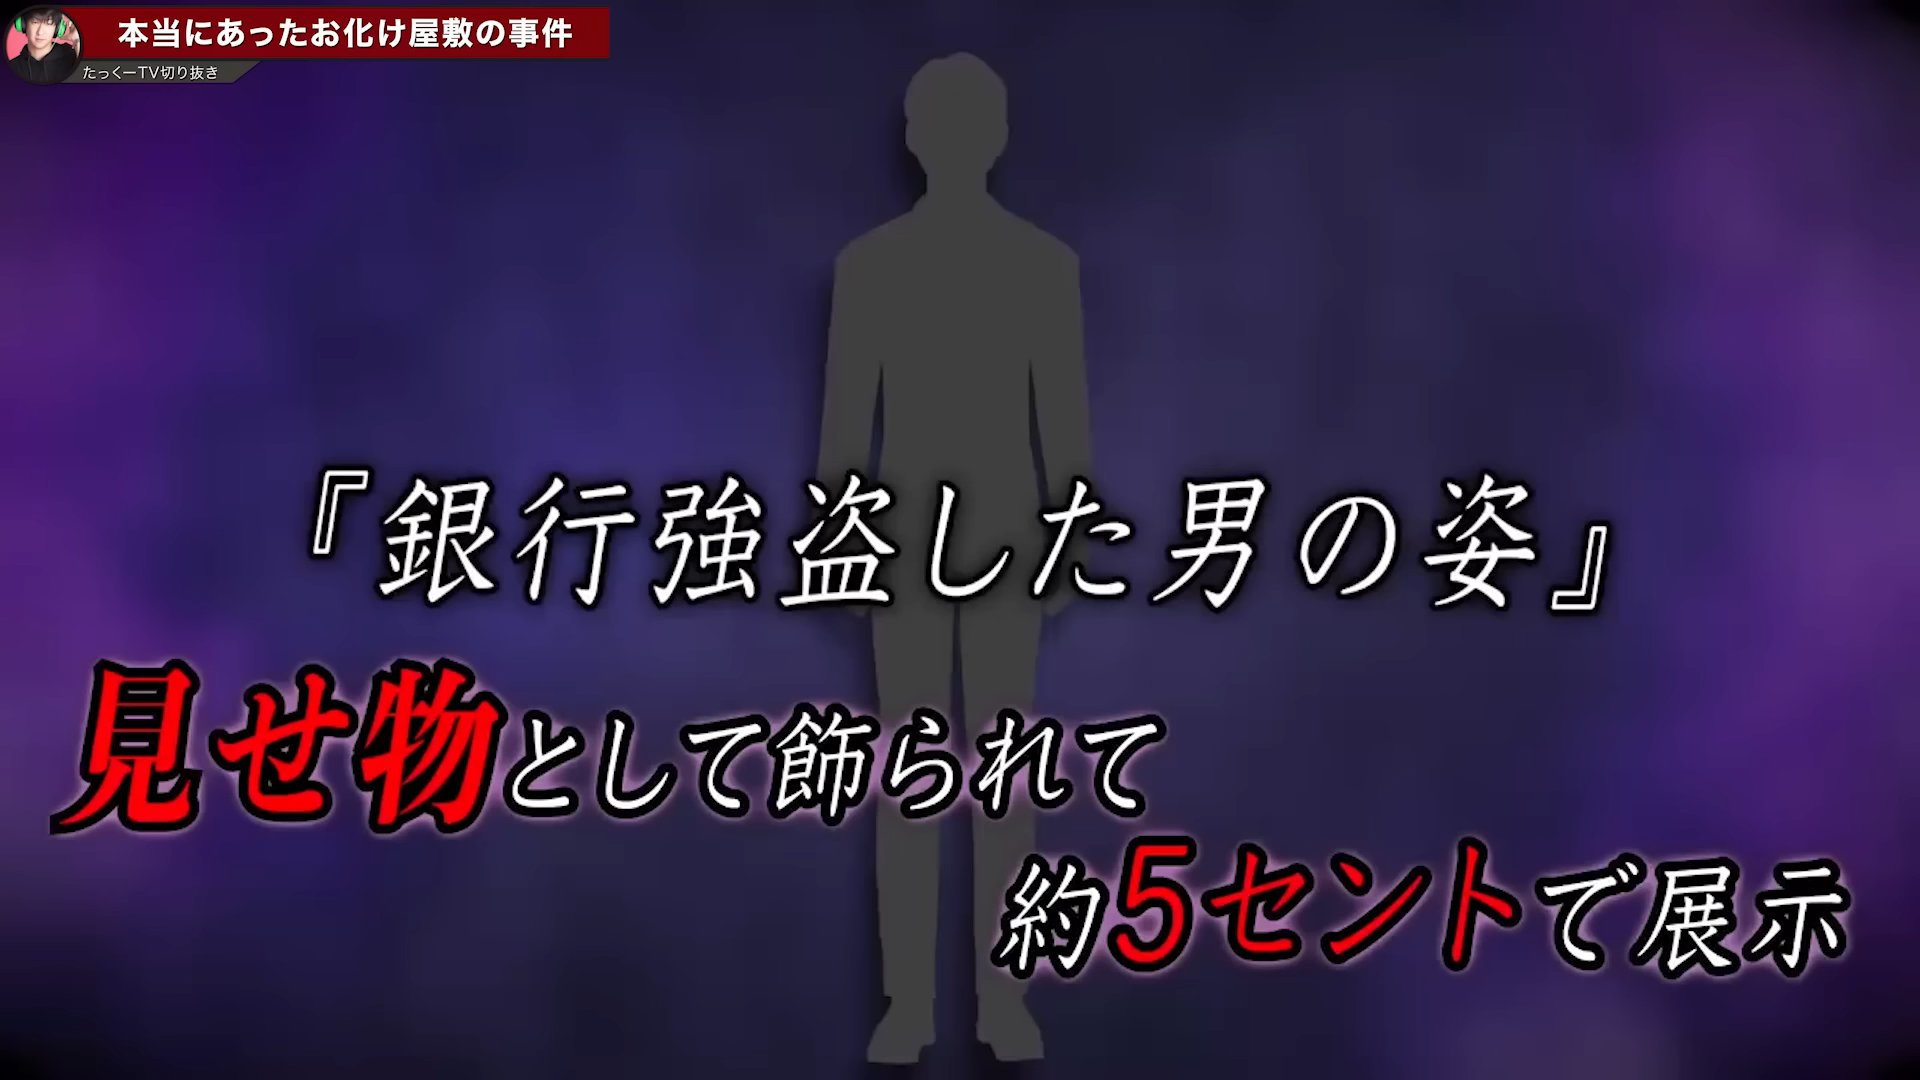 本当にあったお化け屋敷の事件
たっくーTV切り抜き
『銀行強盗した男の姿』
見せ物として飾られて
約5セントで展示